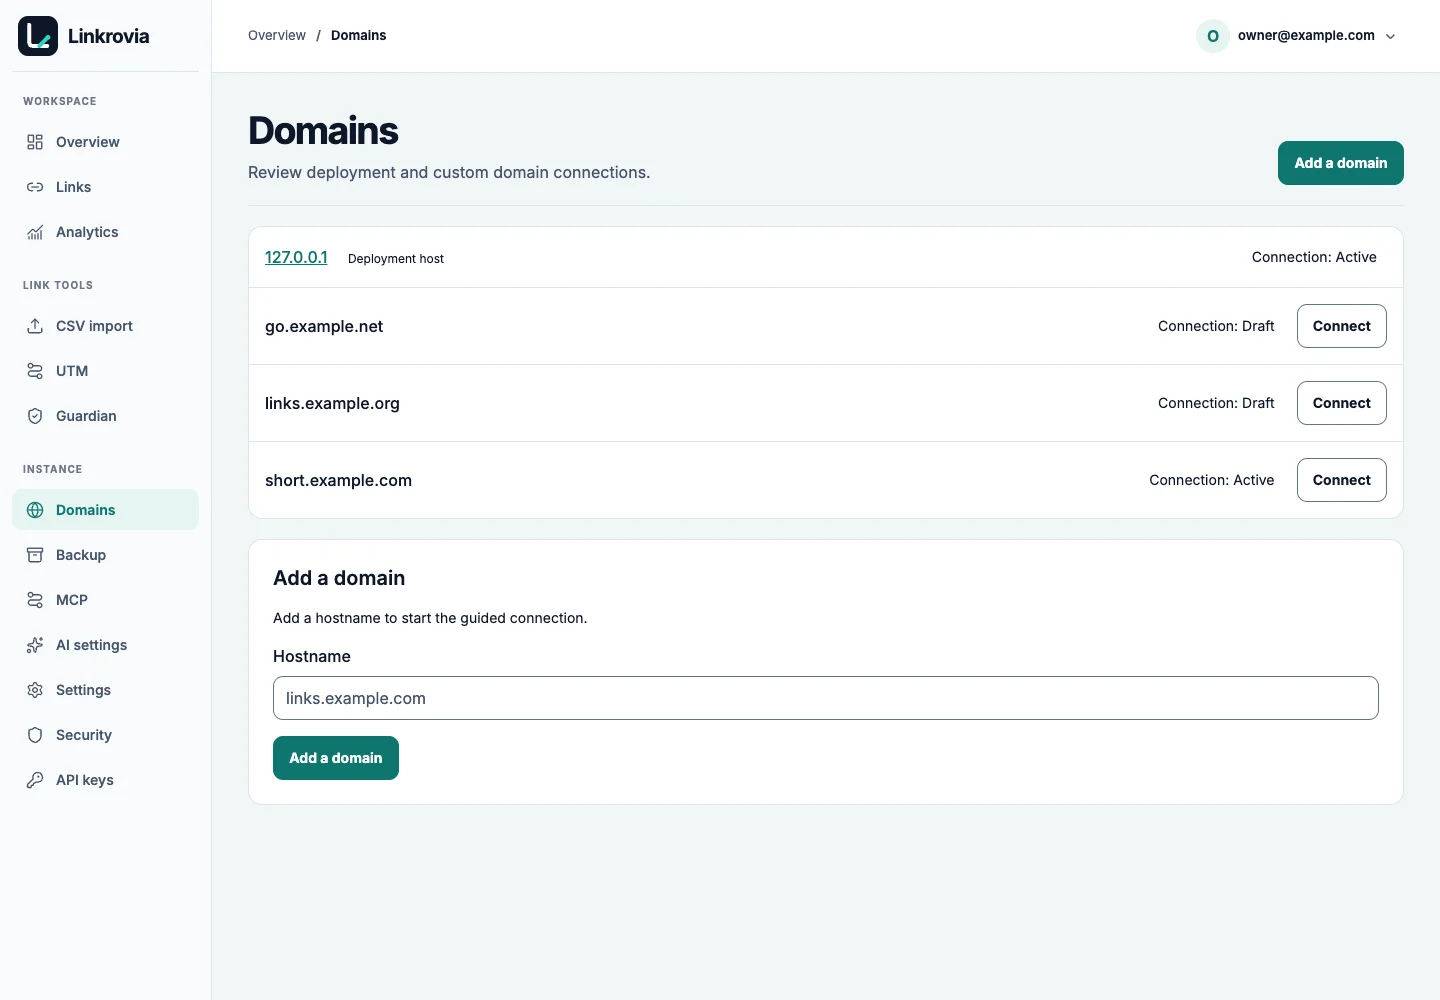 Linkrovia
Overview / Domains
O owner@example.com
WORKSPACE
Overview
Links
Analytics
LINK TOOLS
CSV import
UTM
Guardian
INSTANCE
Domains
Backup
MCP
AI settings
Settings
Security
API keys
Domains
Review deployment and custom domain connections.
Add a domain
127.0.0.1 Deployment host Connection: Active
go.example.net Connection: Draft Connect
links.example.org Connection: Draft Connect
short.example.com Connection: Active Connect
Add a domain
Add a hostname to start the guided connection.
Hostname
links.example.com
Add a domain